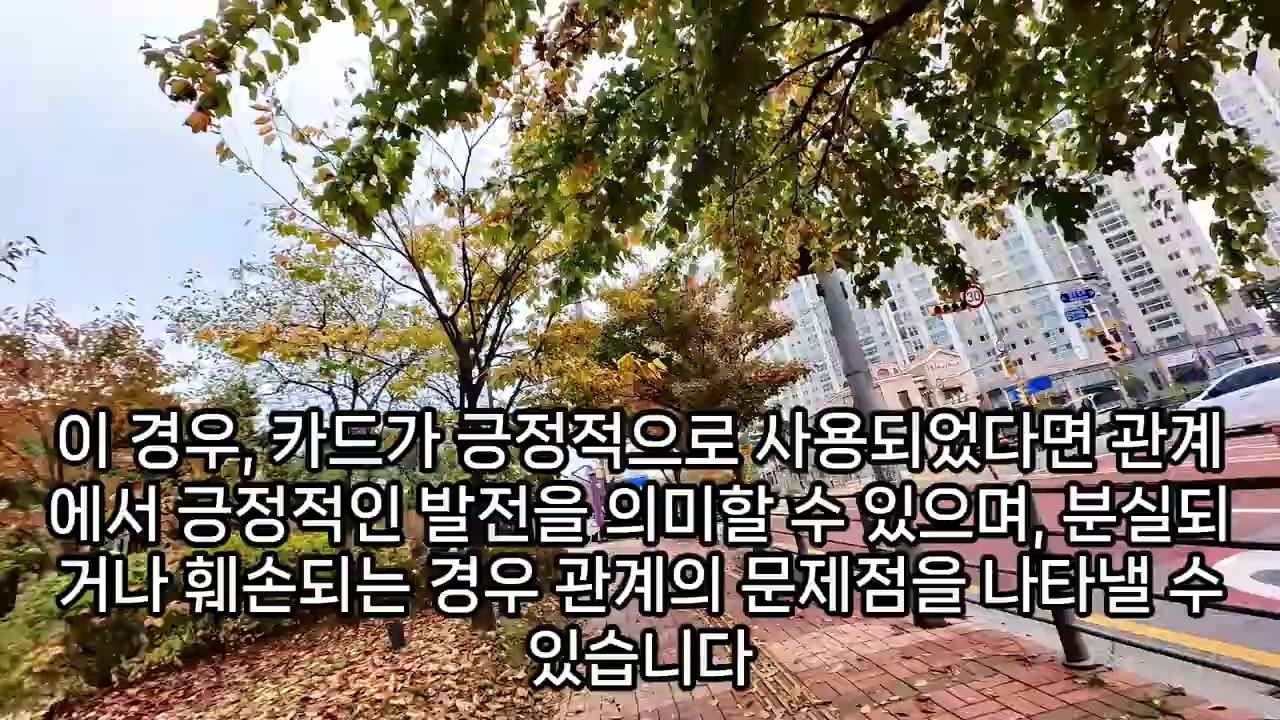 30
이 경우, 카드가 긍정적으로 사용되었다면 관계
에서 긍정적인 발전을 의미할 수 있으며, 분실되
거나 훼손되는 경우 관계의 문제점을 나타낼 수
있습니다